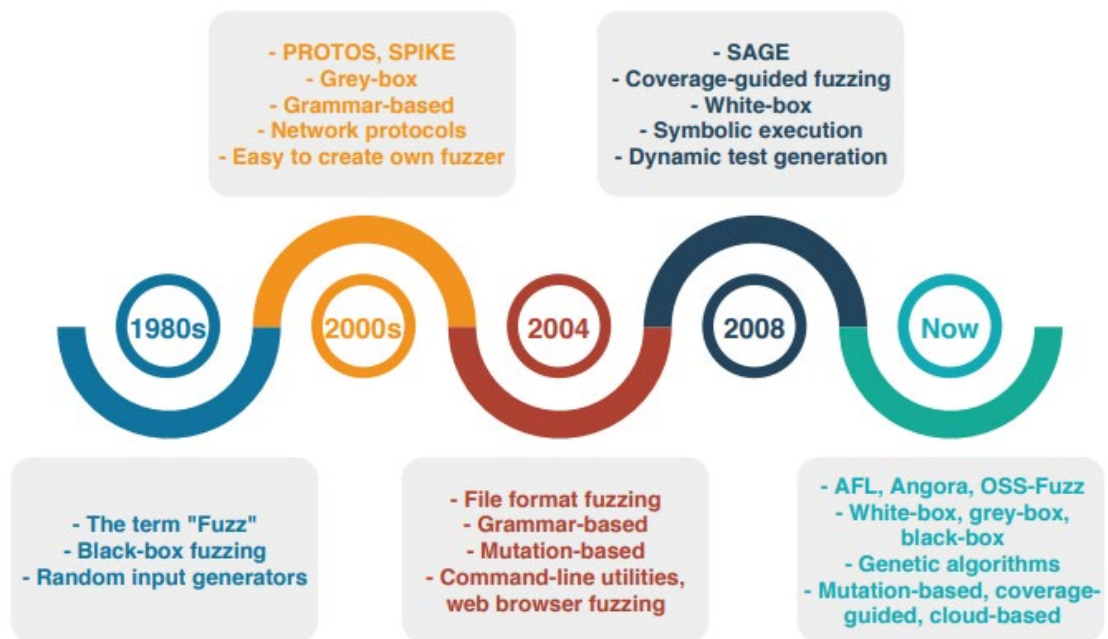 - PROTOS, SPIKE
- Grey-box
- Grammar-based
- Network protocols
- Easy to create own fuzzer
- SAGE
- Coverage-guided fuzzing
- White-box
- Symbolic execution
- Dynamic test generation
1980s
2000s
2004
2008
Now
- The term "Fuzz"
- Black-box fuzzing
- Random input generators
- File format fuzzing
- Grammar-based
- Mutation-based
- Command-line utilities,
web browser fuzzing
- AFL, Angora, OSS-Fuzz
- White-box, grey-box,
black-box
- Genetic algorithms
- Mutation-based, coverage-
guided, cloud-based